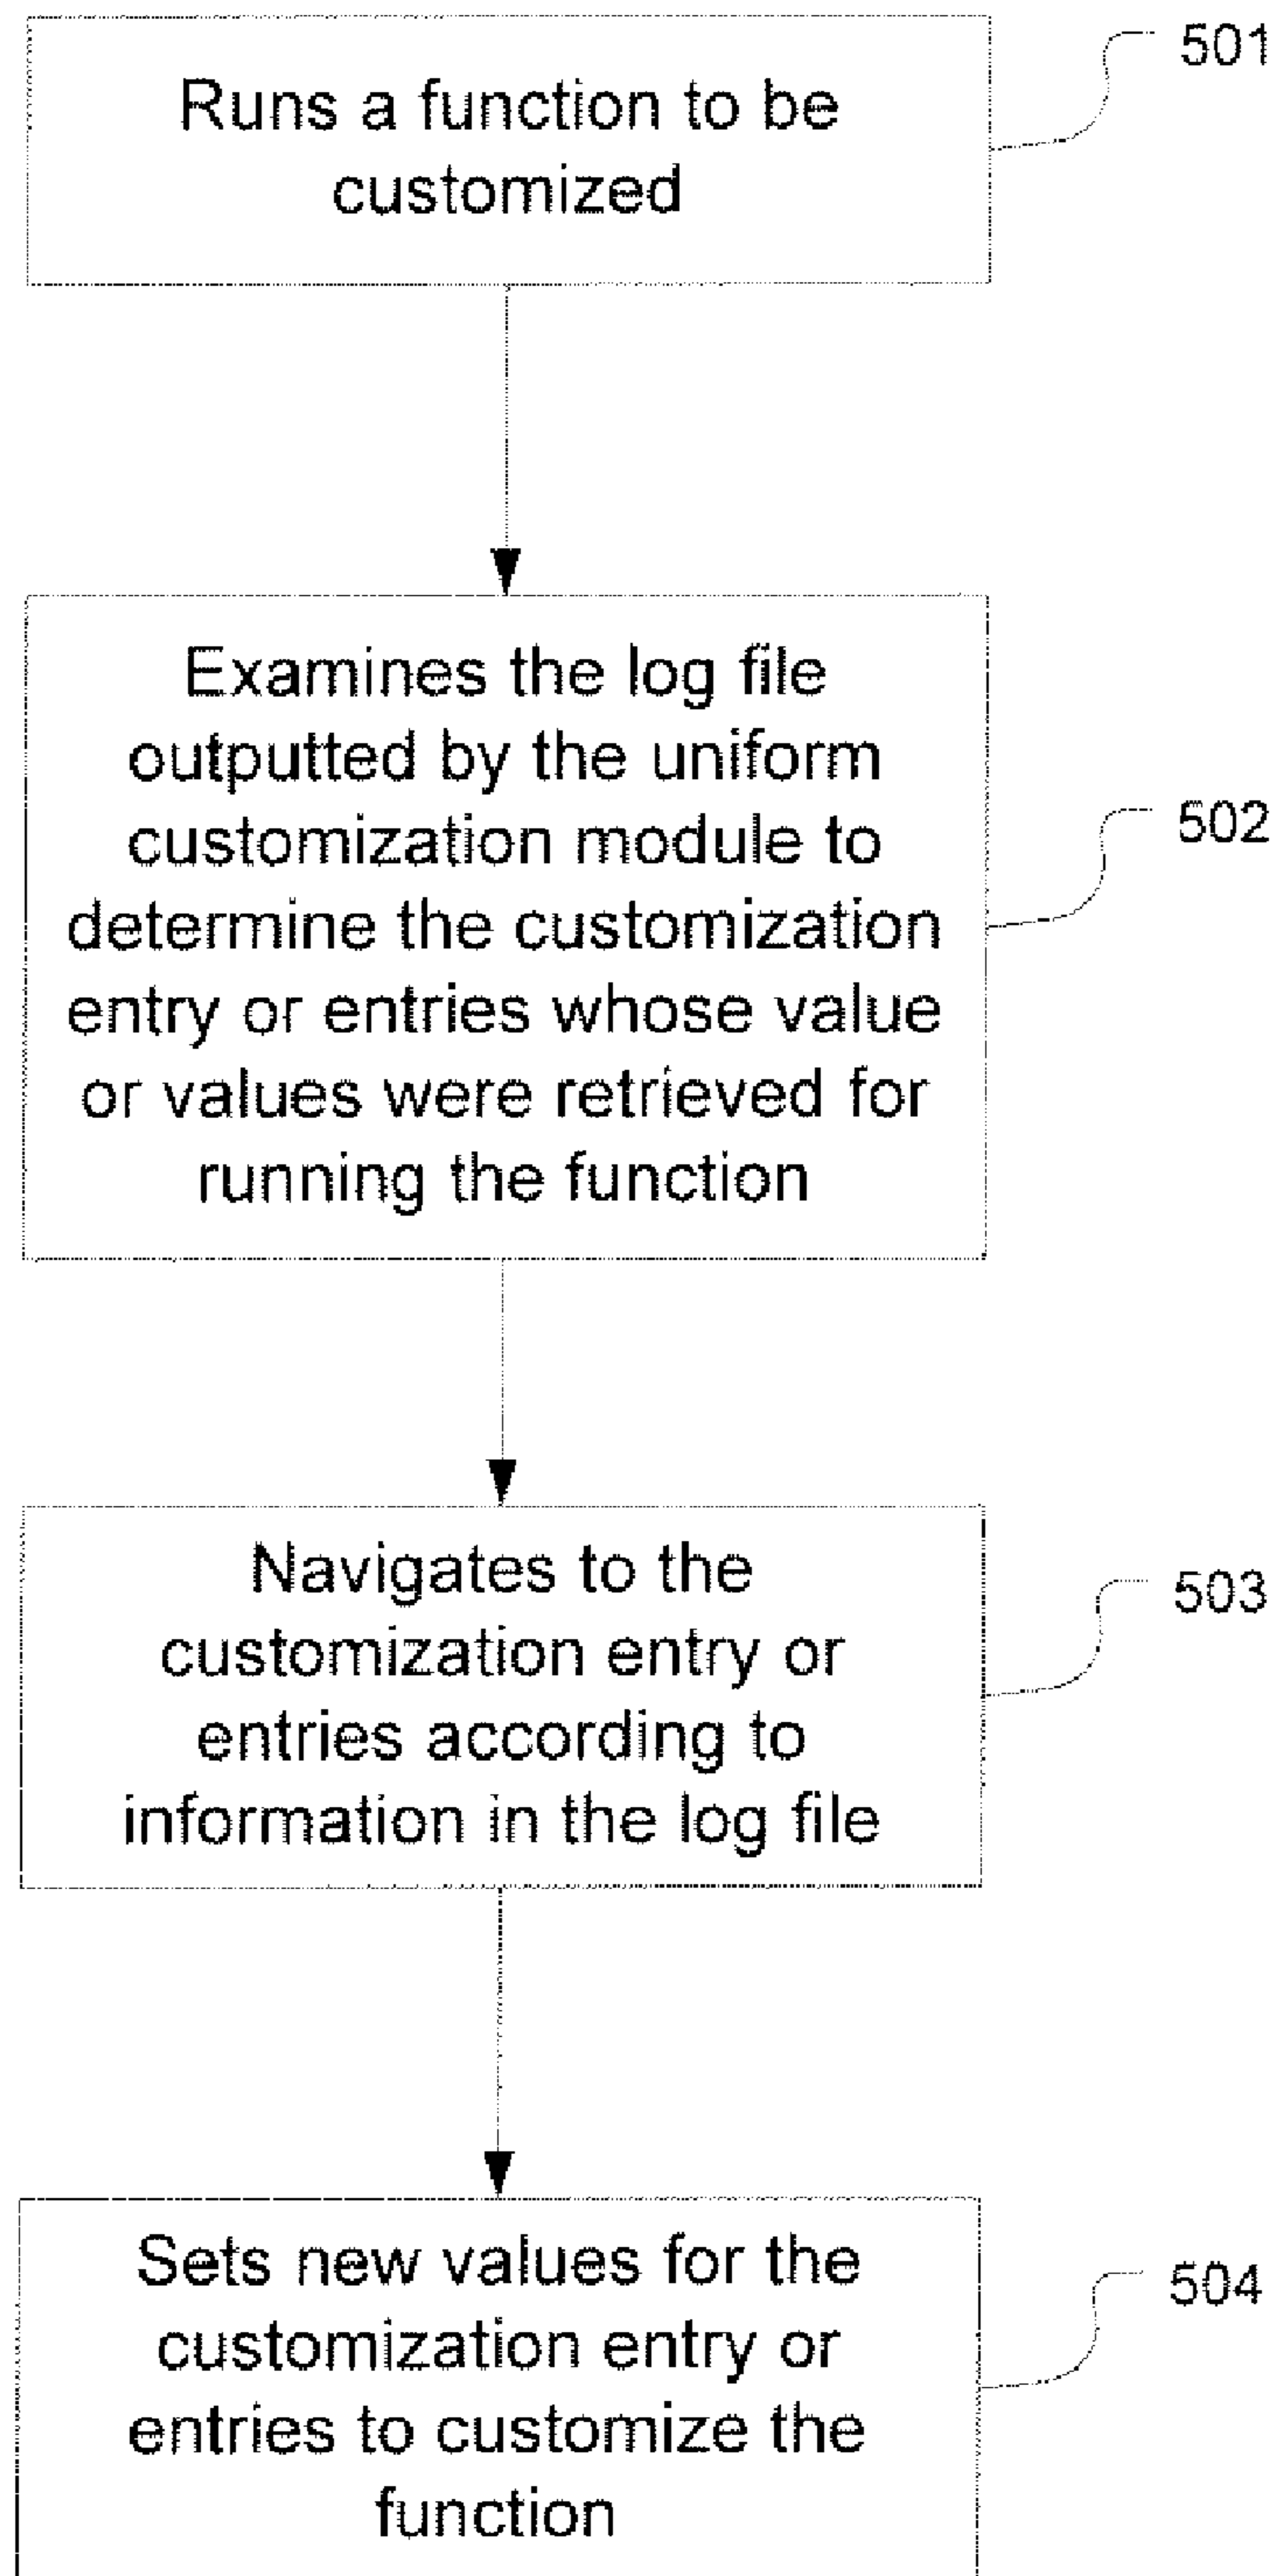 Runs a function to be
customized
501
Examines the log file
outputted by the uniform
customization module to
determine the customization
entry or entries whose value
or values were retrieved for
running the function
502
Navigates to the
customization entry or
entries according to
information in the log file
503
Sets new values for the
customization entry or
entries to customize the
function
504